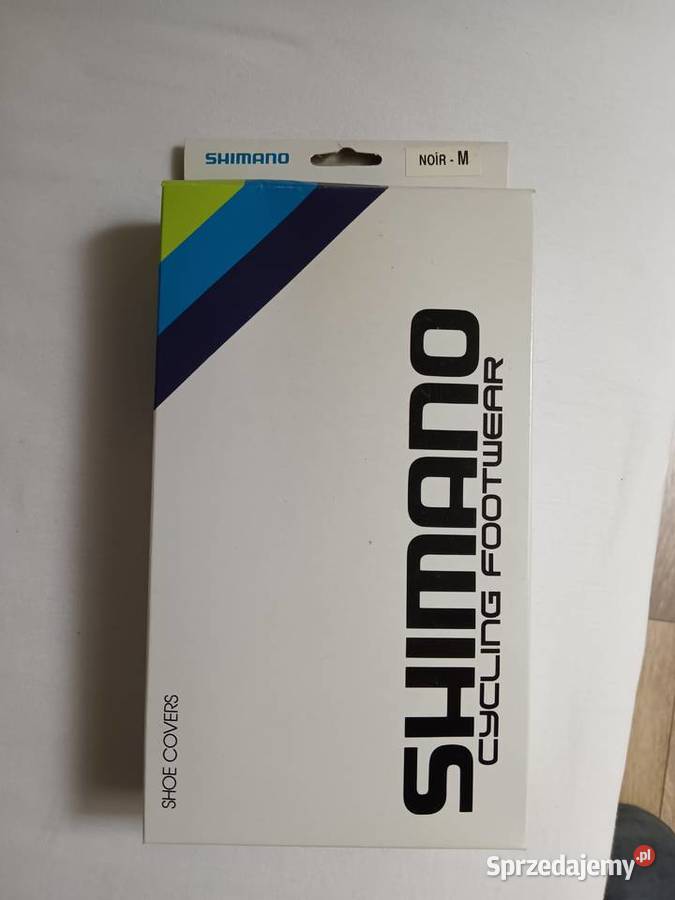 SHIMANO
NOİR - M
SHIMANO
CYCLING FOOTWEAR
SHOE COVERS
Sprzedajemy.pl